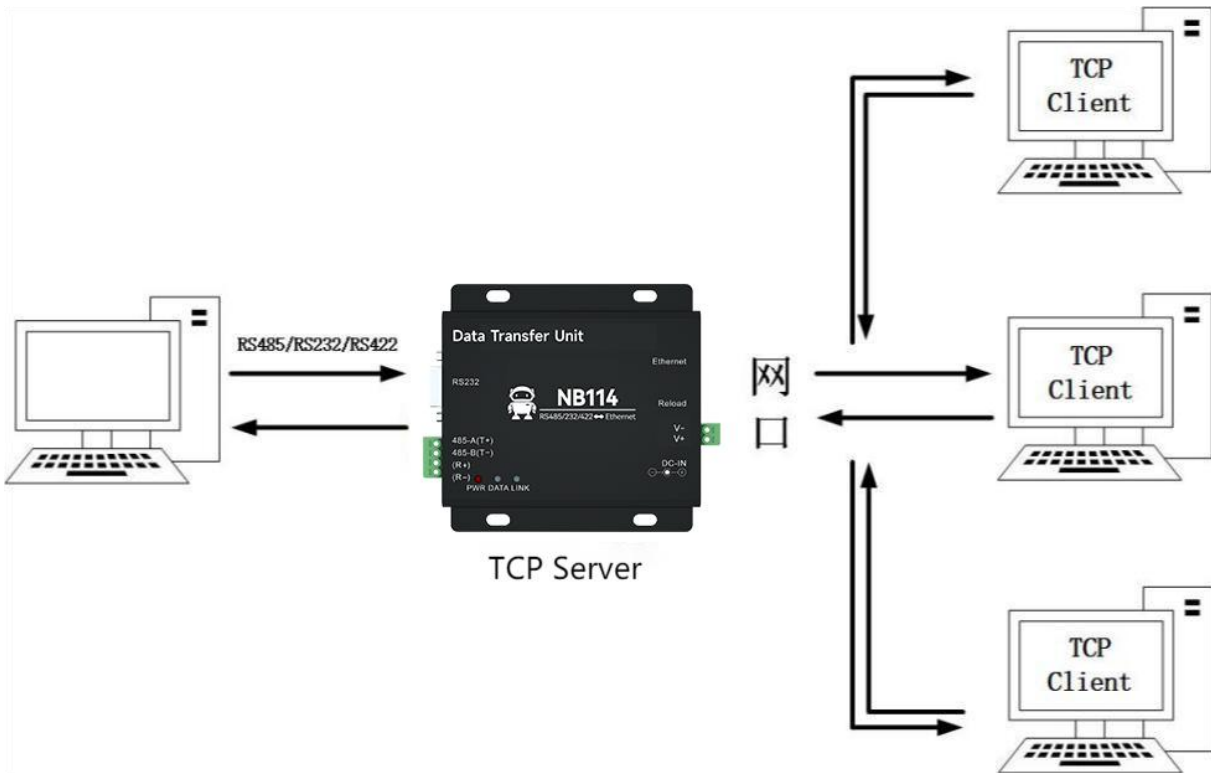 RS485/RS232/RS422
Data Transfer Unit
Ethernet
RS232
NB114
RS485/232/422⬌Ethernet
Reload
V-
V+
485-A(T+)
485-B(T-)
(R+)
(R-)
DC-IN
PWR DATA LINK
TCP Server
网
口
TCP
Client
TCP
Client
TCP
Client